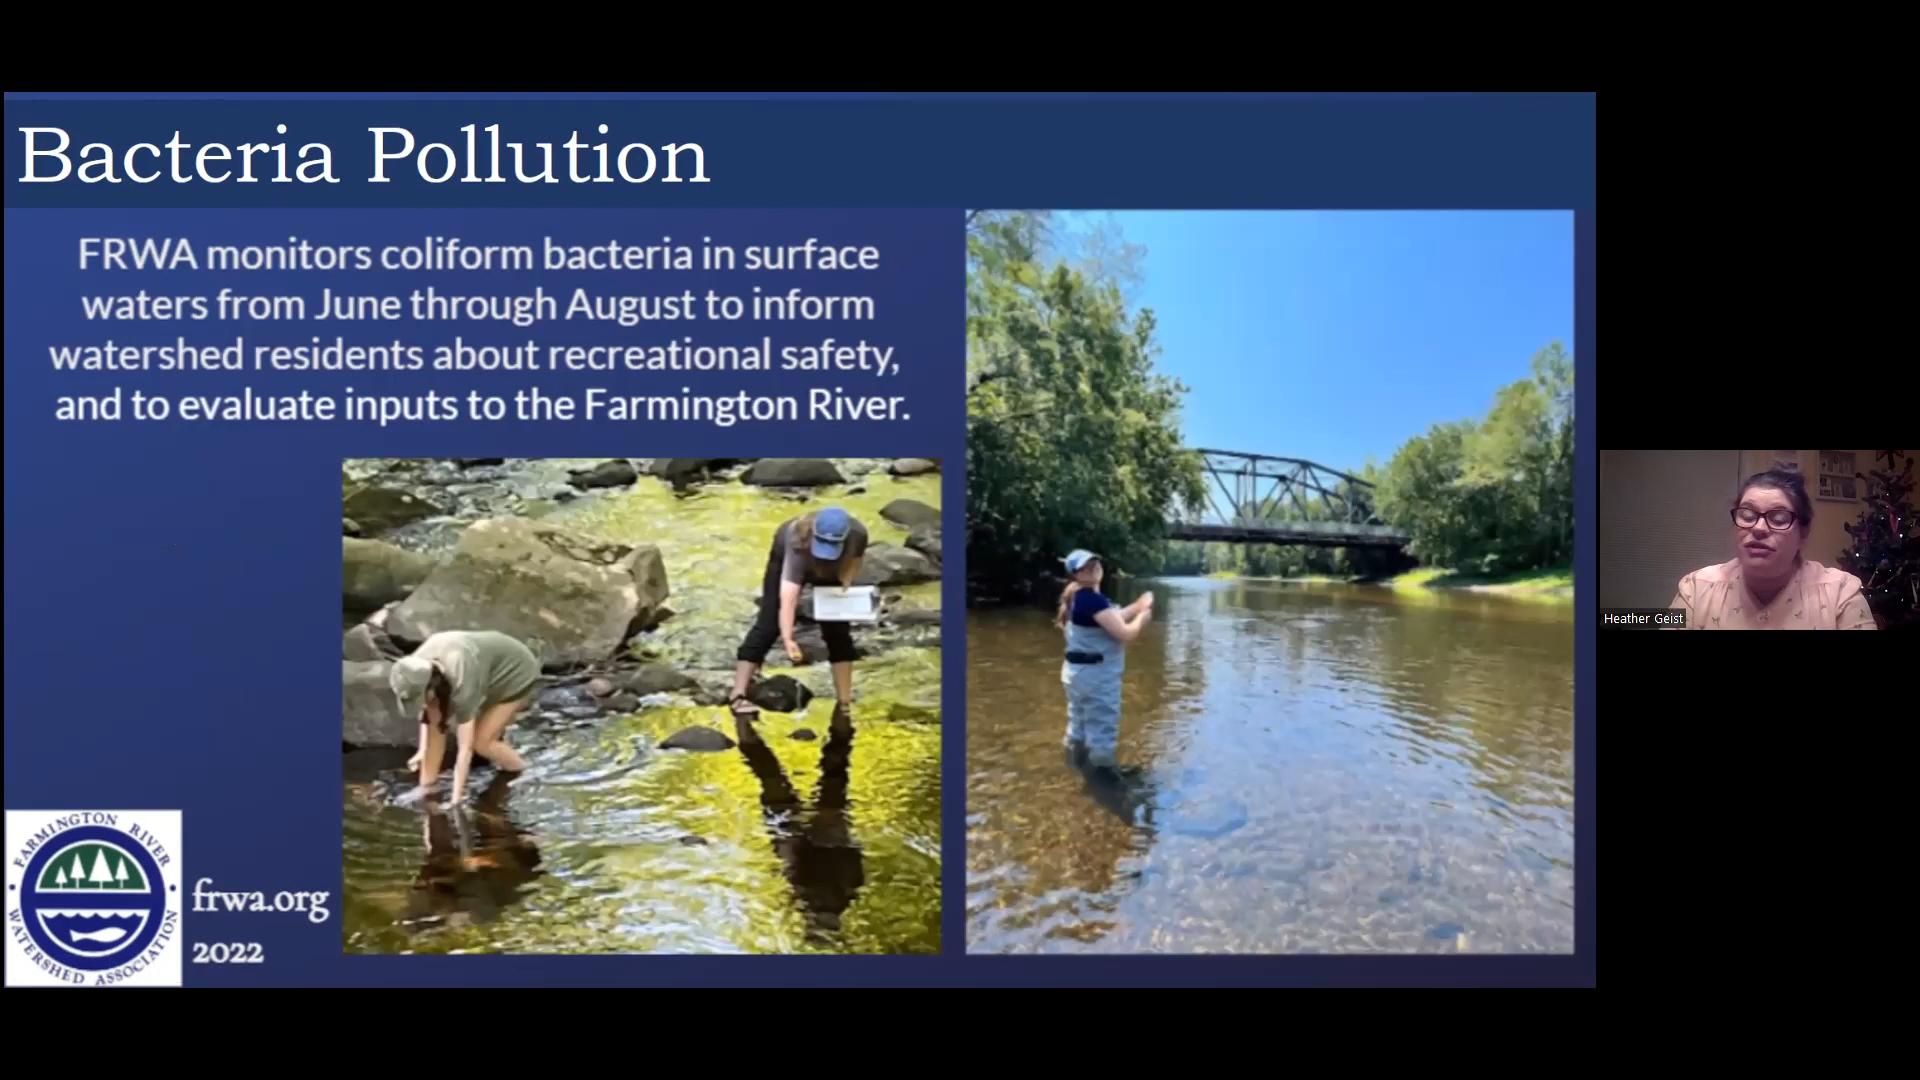 Bacteria Pollution
FRWA monitors coliform bacteria in surface
waters from June through August to inform
watershed residents about recreational safety,
and to evaluate inputs to the Farmington River.
FARMINGTON RIVER
WATERSHED ASSOCIATION
frwa.org
2022
Heather Geist